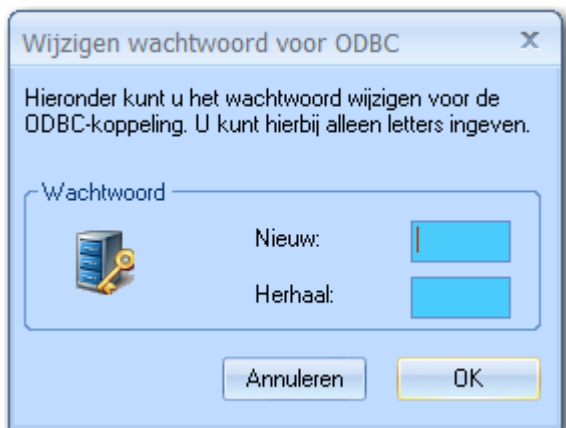 Wijzigen wachtwoord voor ODBC
Hieronder kunt u het wachtwoord wijzigen voor de
ODBC-koppeling. U kunt hierbij alleen letters ingeven.
Wachtwoord
Nieuw:
Herhaal:
Annuleren
OK